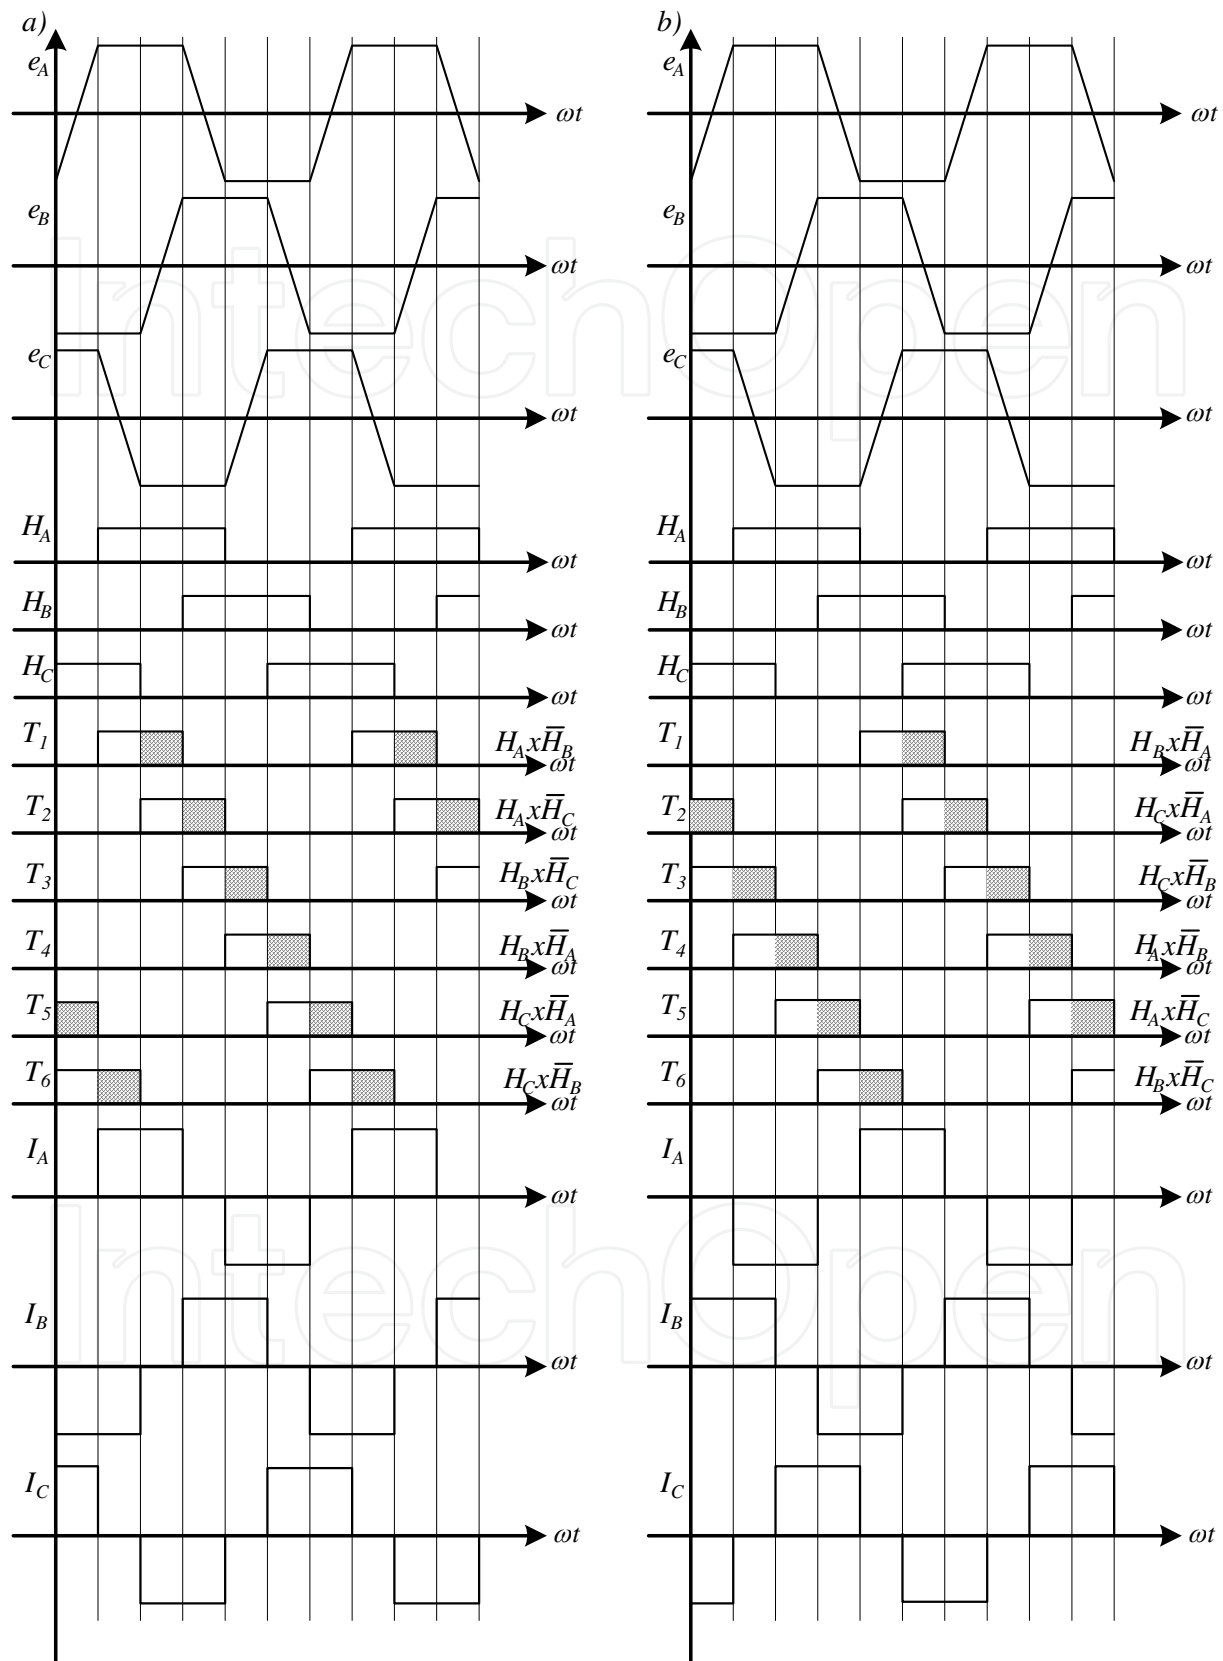 a)
e_A
ωt
e_B
ωt
e_C
ωt
H_A
ωt
H_B
ωt
H_C
ωt
T_1
H_A x H̅_B
ωt
T_2
H_A x H̅_C
ωt
T_3
H_B x H̅_C
ωt
T_4
H_B x H̅_A
ωt
T_5
H_C x H̅_A
ωt
T_6
H_C x H̅_B
ωt
I_A
ωt
I_B
ωt
I_C
ωt
b)
e_A
ωt
e_B
ωt
e_C
ωt
H_A
ωt
H_B
ωt
H_C
ωt
T_1
H_B x H̅_A
ωt
T_2
H_C x H̅_A
ωt
T_3
H_C x H̅_B
ωt
T_4
H_A x H̅_B
ωt
T_5
H_A x H̅_C
ωt
T_6
H_B x H̅_C
ωt
I_A
ωt
I_B
ωt
I_C
ωt
IntechOpen
IntechOpen